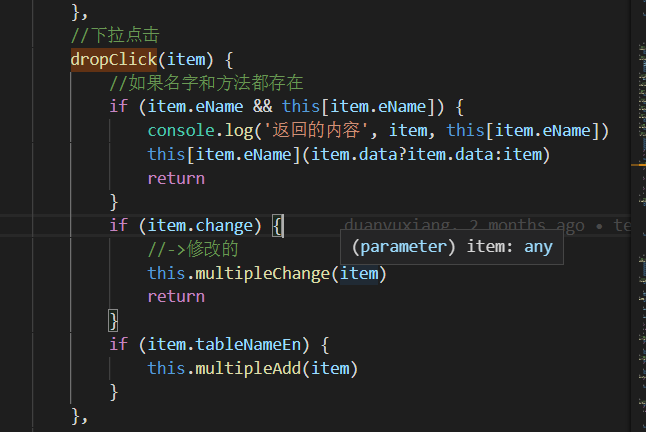 },
//下拉点击
dropClick(item) {
//如果名字和方法都存在
if (item.eName && this[item.eName]) {
console.log('返回的内容', item, this[item.eName])
this[item.eName](item.data?item.data:item)
return
}
if (item.change) { duanyuxiang, 2 months ago • te
(parameter) item: any
//->修改的
this.multipleChange(item)
return
}
if (item.tableNameEn) {
this.multipleAdd(item)
}
},